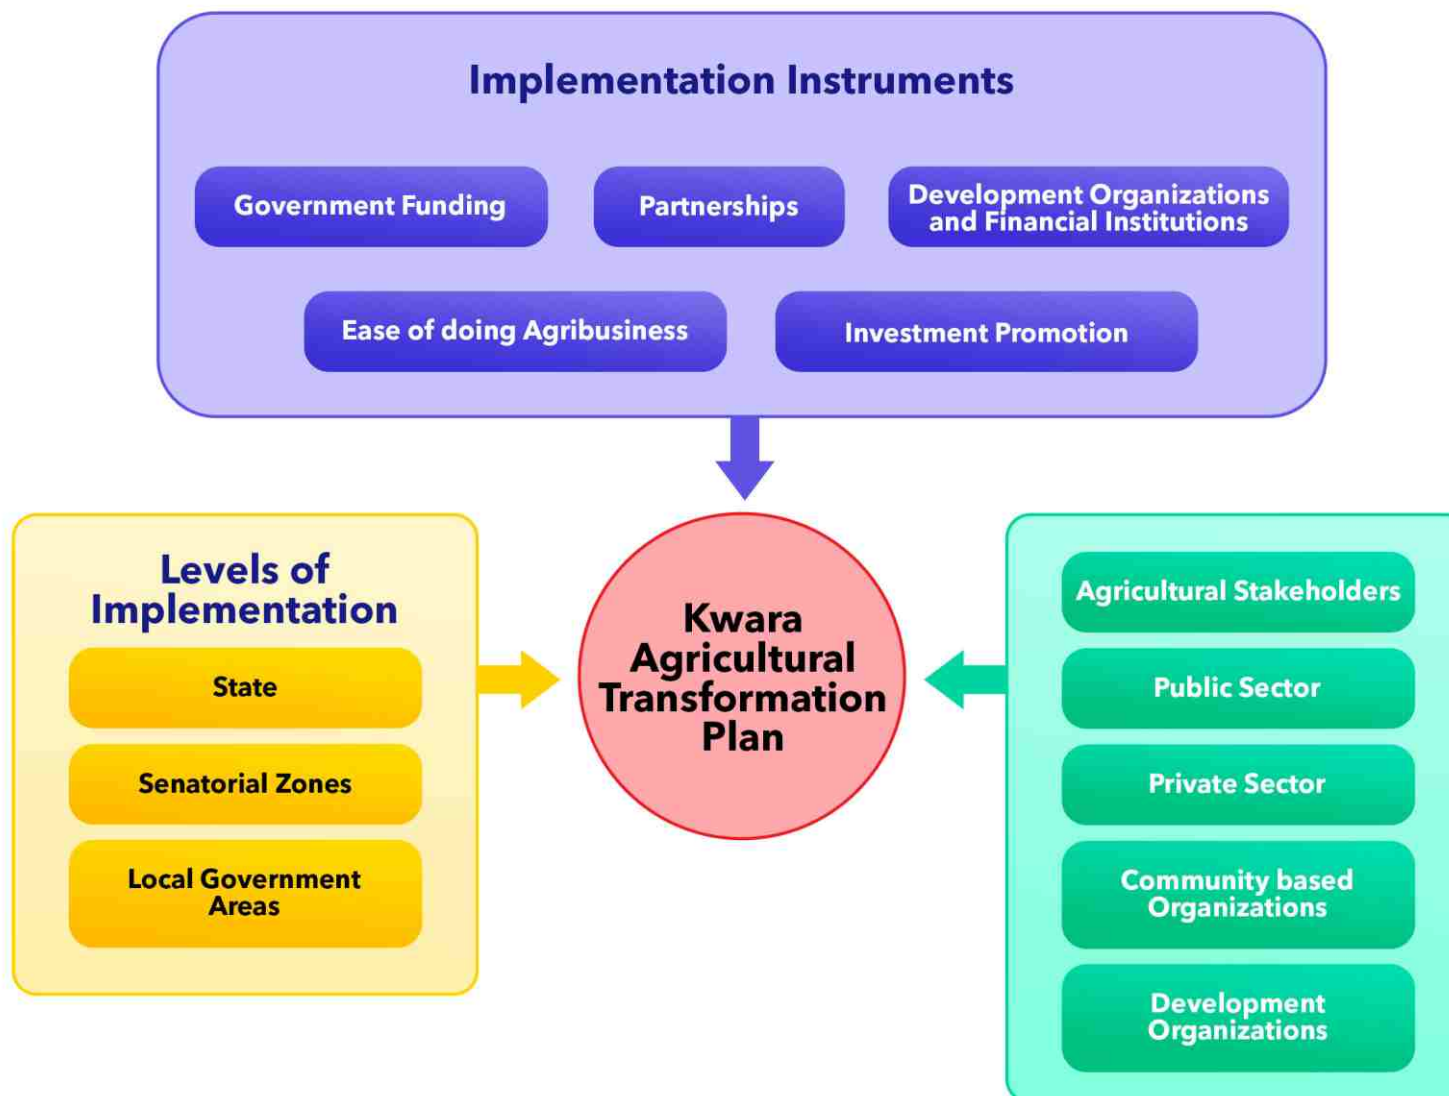 Implementation Instruments
Government Funding
Partnerships
Development Organizations
and Financial Institutions
Ease of doing Agribusiness
Investment Promotion
Levels of
Implementation
State
Senatorial Zones
Local Government
Areas
Kwara
Agricultural
Transformation
Plan
Agricultural Stakeholders
Public Sector
Private Sector
Community based
Organizations
Development
Organizations